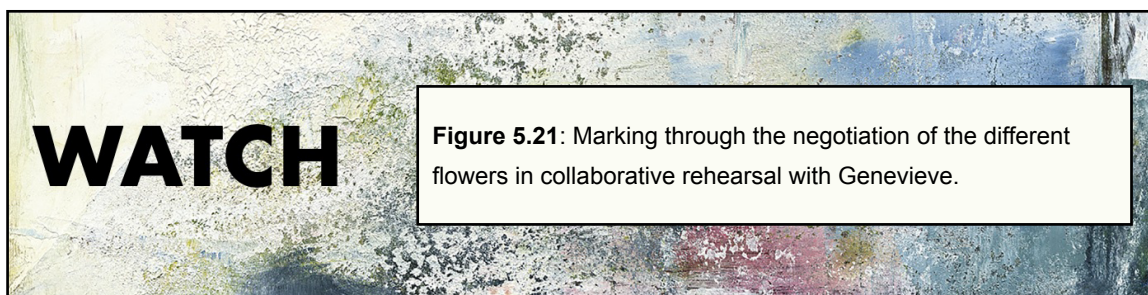 WATCH
Figure 5.21: Marking through the negotiation of the different
flowers in collaborative rehearsal with Genevieve.